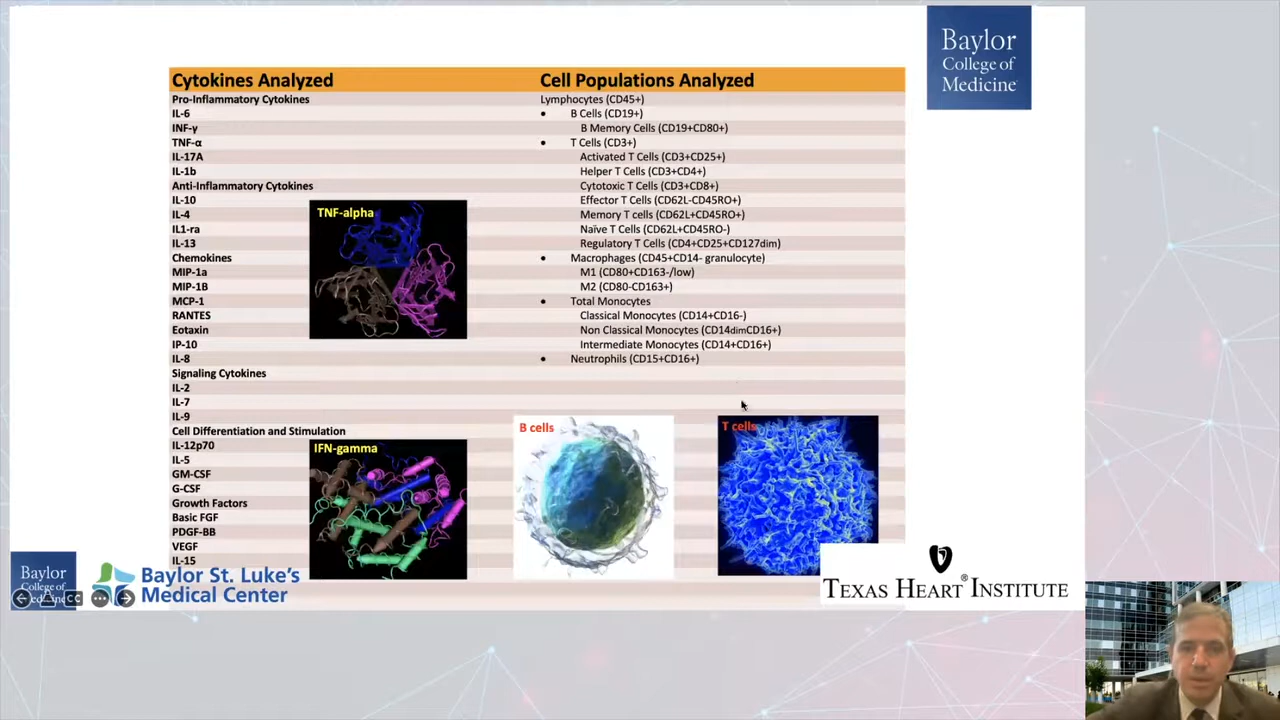 Baylor
College of
Medicine
Cytokines Analyzed
Pro-Inflammatory Cytokines
IL-6
INF-γ
TNF-α
IL-17A
IL-1b
Anti-Inflammatory Cytokines
IL-10
IL-4
IL1-ra
IL-13
Chemokines
MIP-1a
MIP-1B
MCP-1
RANTES
Eotaxin
IP-10
IL-8
Signaling Cytokines
IL-2
IL-7
IL-9
Cell Differentiation and Stimulation
IL-12p70
IL-5
GM-CSF
G-CSF
Growth Factors
Basic FGF
PDGF-BB
VEGF
IL-15
TNF-alpha
IFN-gamma
Cell Populations Analyzed
Lymphocytes (CD45+)
• B Cells (CD19+)
B Memory Cells (CD19+CD80+)
• T Cells (CD3+)
Activated T Cells (CD3+CD25+)
Helper T Cells (CD3+CD4+)
Cytotoxic T Cells (CD3+CD8+)
Effector T Cells (CD62L-CD45RO+)
Memory T cells (CD62L+CD45RO+)
Naïve T Cells (CD62L+CD45RO-)
Regulatory T Cells (CD4+CD25+CD127dim)
• Macrophages (CD45+CD14- granulocyte)
M1 (CD80+CD163-/low)
M2 (CD80-CD163+)
• Total Monocytes
Classical Monocytes (CD14+CD16-)
Non Classical Monocytes (CD14dimCD16+)
Intermediate Monocytes (CD14+CD16+)
• Neutrophils (CD15+CD16+)
B cells
T cells
Baylor
College of
Medicine
CC
Baylor St. Luke's
Medical Center
TEXAS HEART® INSTITUTE